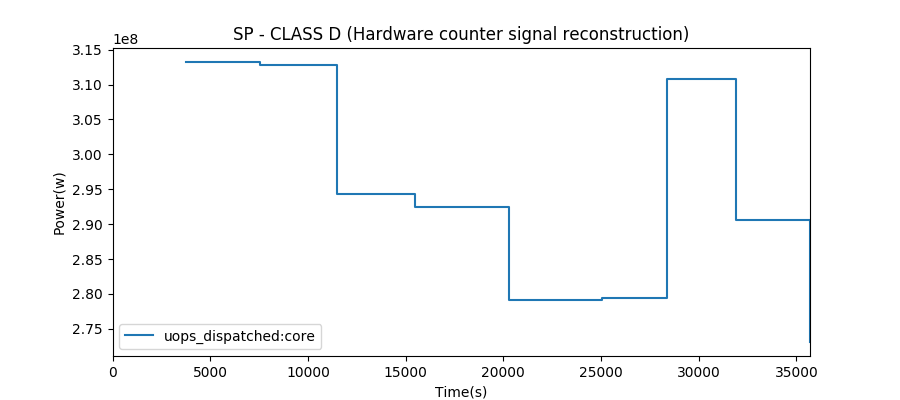 SP - CLASS D (Hardware counter signal reconstruction)
1e8
3.15
3.10
3.05
3.00
2.95
2.90
2.85
2.80
2.75
Power(w)
uops_dispatched:core
0 5000 10000 15000 20000 25000 30000 35000
Time(s)